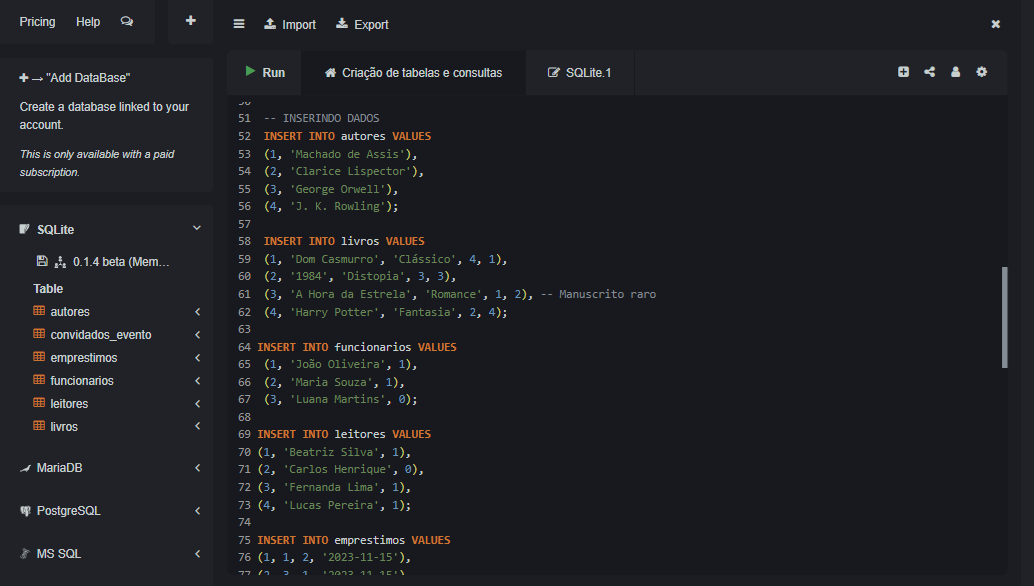 Pricing Help
Import Export
"Add DataBase"
Create a database linked to your
account.
This is only available with a paid
subscription.
SQLite
0.1.4 beta (Mem...
Table
autores
convidados_evento
emprestimos
funcionarios
leitores
livros
MariaDB
PostgreSQL
MS SQL
Run Criação de tabelas e consultas SQLite.1
50
51 -- INSERINDO DADOS
52 INSERT INTO autores VALUES
53 (1, 'Machado de Assis'),
54 (2, 'Clarice Lispector'),
55 (3, 'George Orwell'),
56 (4, 'J. K. Rowling');
57
58 INSERT INTO livros VALUES
59 (1, 'Dom Casmurro', 'Clássico', 4, 1),
60 (2, '1984', 'Distopia', 3, 3),
61 (3, 'A Hora da Estrela', 'Romance', 1, 2), -- Manuscrito raro
62 (4, 'Harry Potter', 'Fantasia', 2, 4);
63
64 INSERT INTO funcionarios VALUES
65 (1, 'João Oliveira', 1),
66 (2, 'Maria Souza', 1),
67 (3, 'Luana Martins', 0);
68
69 INSERT INTO leitores VALUES
70 (1, 'Beatriz Silva', 1),
71 (2, 'Carlos Henrique', 0),
72 (3, 'Fernanda Lima', 1),
73 (4, 'Lucas Pereira', 1);
74
75 INSERT INTO emprestimos VALUES
76 (1, 1, 2, '2023-11-15'),
77 (2, 3, 1, '2023-11-15')